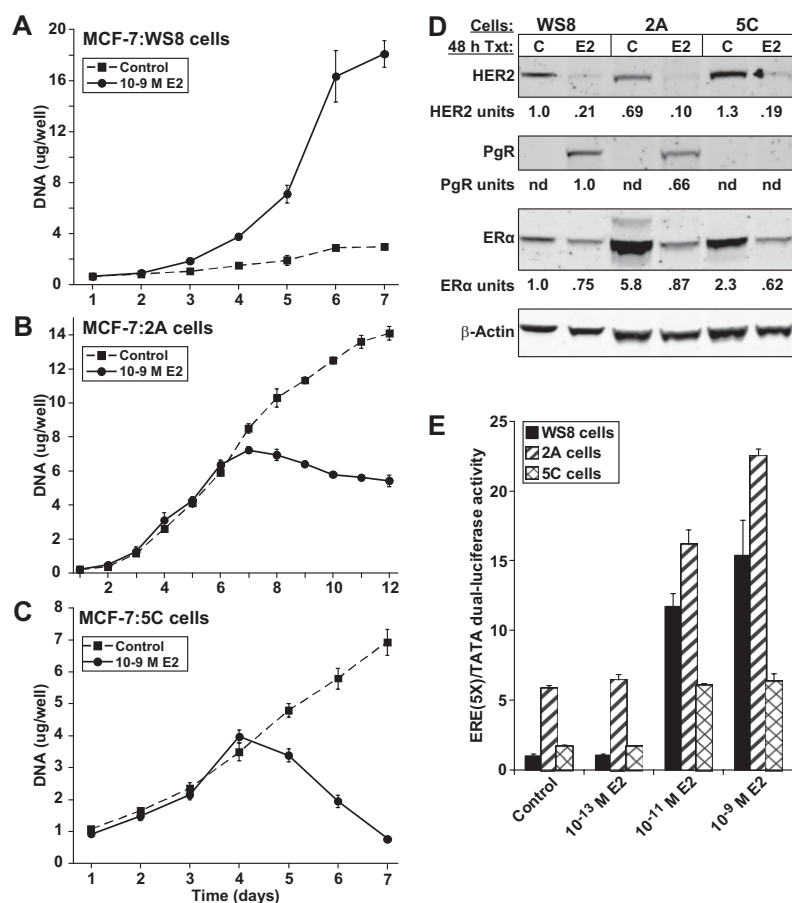 A
MCF-7:WS8 cells
Control
10-9 M E2
DNA (ug/well)
20
16
12
8
4
0
1 2 3 4 5 6 7
B
MCF-7:2A cells
Control
10-9 M E2
DNA (ug/well)
14
12
10
8
6
4
2
0
2 4 6 8 10 12
C
MCF-7:5C cells
Control
10-9 M E2
DNA (ug/well)
8
7
6
5
4
3
2
1
0
1 2 3 4 5 6 7
Time (days)
D
Cells: WS8 2A 5C
48 h Txt: C E2 C E2 C E2
HER2
HER2 units 1.0 .21 .69 .10 1.3 .19
PgR
PgR units nd 1.0 nd .66 nd nd
ERα
ERα units 1.0 .75 5.8 .87 2.3 .62
β-Actin
E
WS8 cells
2A cells
5C cells
ERE(5X)/TATA dual-luciferase activity
25
20
15
10
5
0
Control
10-13 M E2
10-11 M E2
10-9 M E2